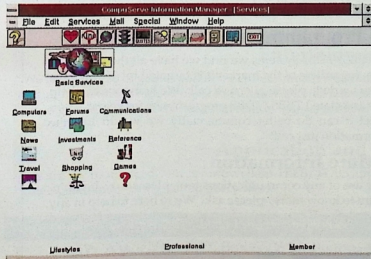 CompuServe Information Manager - [Services]
File Edit Services Mail Special Window Help
EXIT
Basic Services
Computers Forums Communications
News Investments Reference
Travel Shopping Games
Lifestyles Professional Member